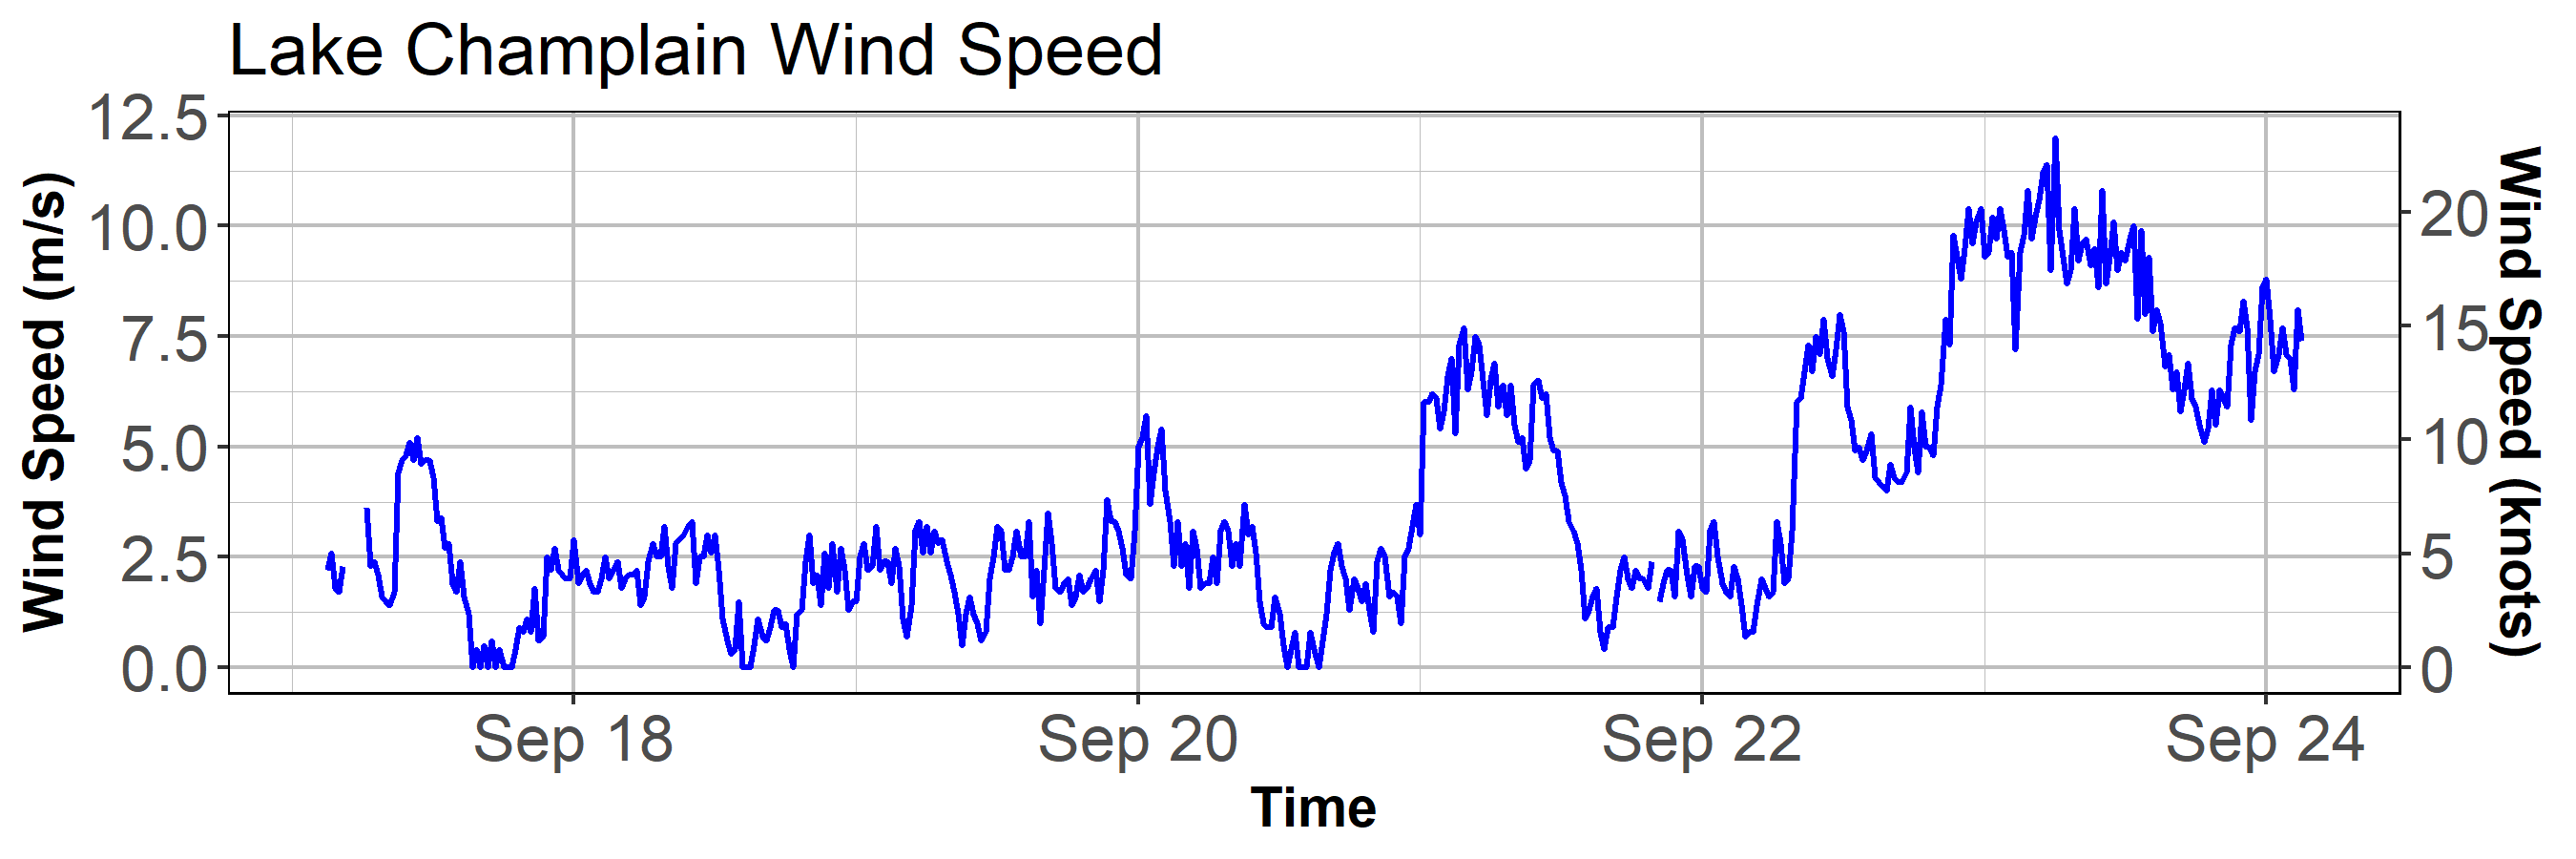 Lake Champlain Wind Speed
12.5
10.0
7.5
5.0
2.5
0.0
Wind Speed (m/s)
20
15
10
5
0
Wind Speed (knots)
Sep 18 Sep 20 Sep 22 Sep 24
Time